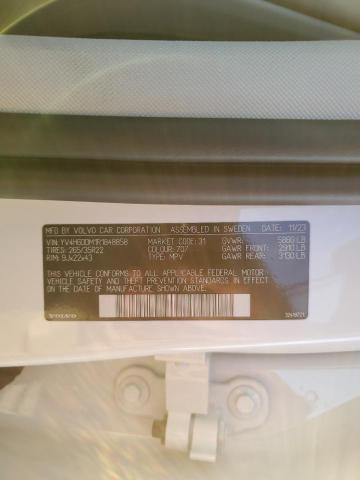 MFD BY VOLVO CAR CORPORATION ASSEMBLED IN SWEDEN DATE: 11/23
MARKET CODE: 31 GVWR: 5860 LB
TIRES: 265/35R22 COLOUR: 707 GAWR FRONT: 2910 LB
RIM: 9Jx22x43 TYPE: MPV GAWR REAR: 3130 LB
THIS VEHICLE CONFORMS TO ALL APPLICABLE FEDERAL MOTOR
VEHICLE SAFETY AND THEFT PREVENTION STANDARDS IN EFFECT
ON THE DATE OF MANUFACTURE SHOWN ABOVE
VOLVO